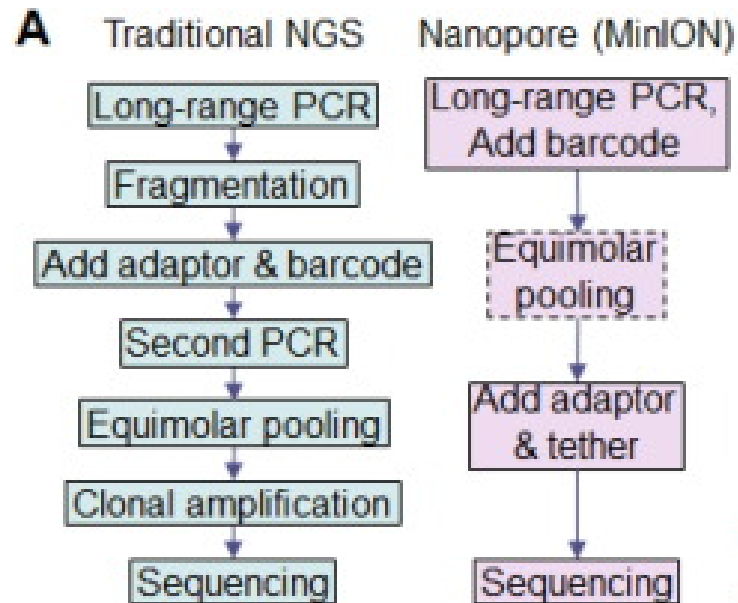 A
Traditional NGS
Long-range PCR
Fragmentation
Add adaptor & barcode
Second PCR
Equimolar pooling
Clonal amplification
Sequencing
Nanopore (MinION)
Long-range PCR,
Add barcode
Equimolar
pooling
Add adaptor
& tether
Sequencing